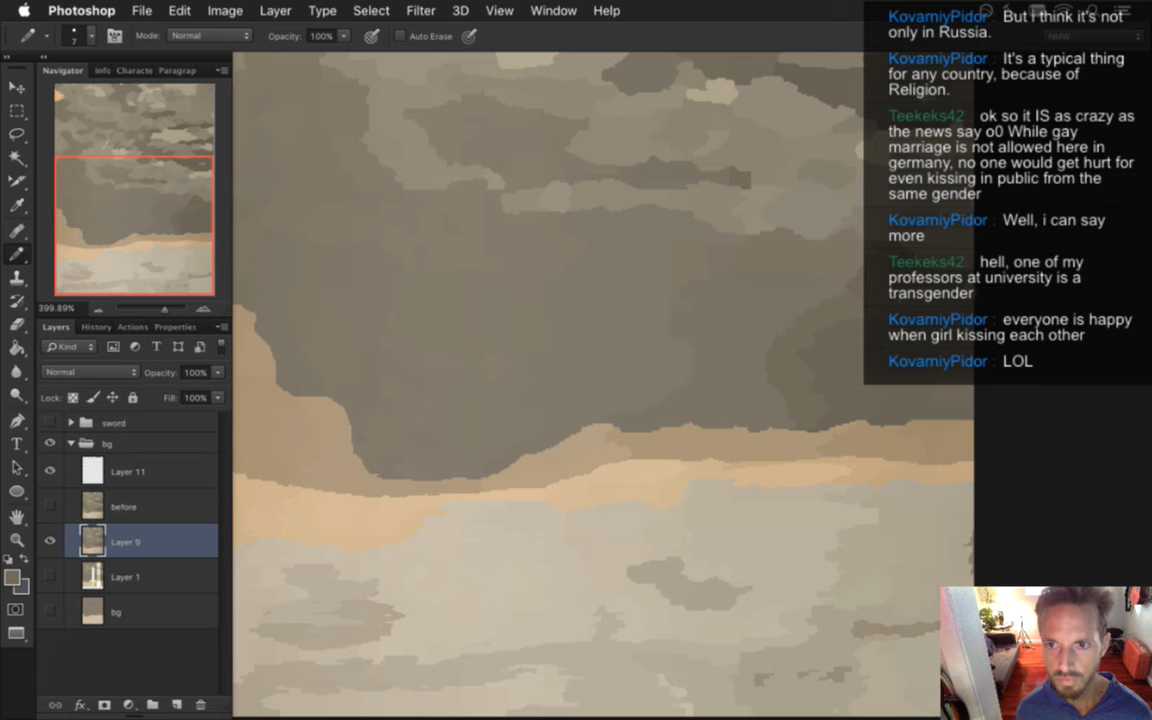 Photoshop File Edit Image Layer Type Select Filter 3D View Window Help
7 Mode: Normal Opacity: 100% Auto Erase
Navigator Info Characte Paragrap
399.89%
Layers History Actions Properties
Kind
Normal Opacity: 100%
Lock: Fill: 100%
sword
bg
Layer 11
before
Layer 9
Layer 1
bg
fx
KovarniyPidor : But i think it's not
only in Russia.
KovarniyPidor : It's a typical thing
for any country, because of
Religion.
Teekeks42 : ok so it IS as crazy as
the news say o0 While gay
marriage is not allowed here in
germany, no one would get hurt for
even kissing in public from the
same gender
KovarniyPidor : Well, i can say
more
Teekeks42 : hell, one of my
professors at university is a
transgender
KovarniyPidor : everyone is happy
when girl kissing each other
KovarniyPidor : LOL